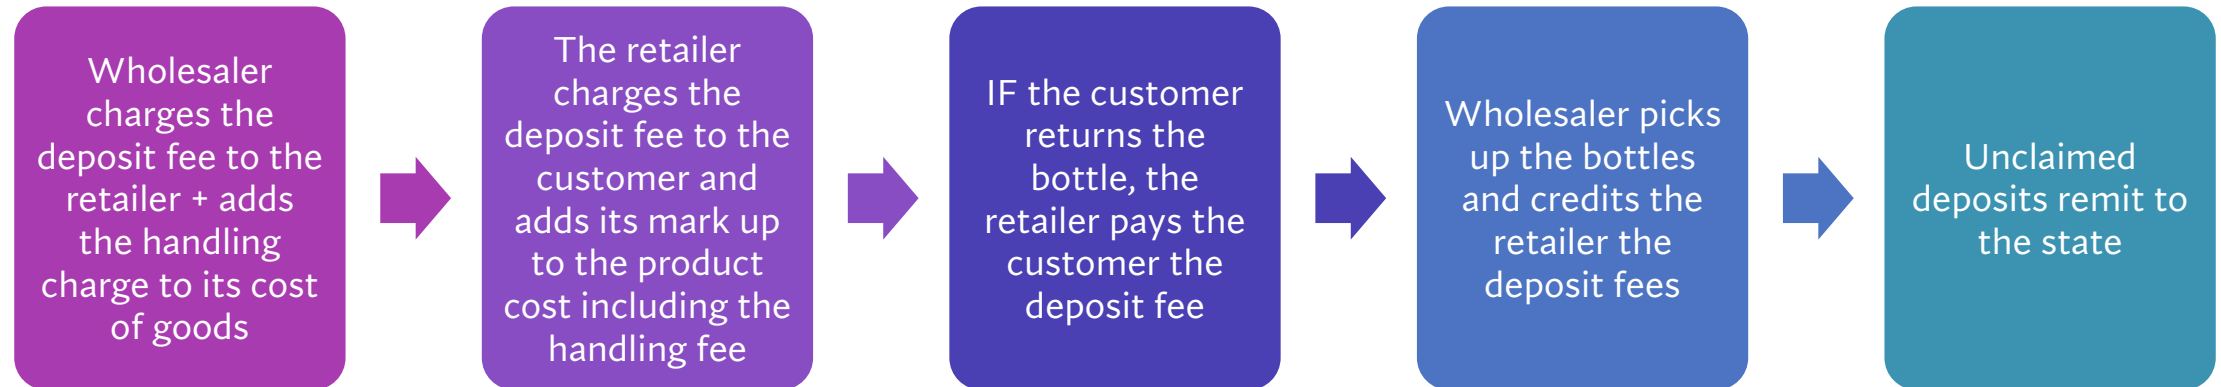 Wholesaler
charges the
deposit fee to the
retailer + adds
the handling
charge to its cost
of goods
The retailer
charges the
deposit fee to the
customer and
adds its mark up
to the product
cost including the
handling fee
IF the customer
returns the
bottle, the
retailer pays the
customer the
deposit fee
Wholesaler picks
up the bottles
and credits the
retailer the
deposit fees
Unclaimed
deposits remit to
the state